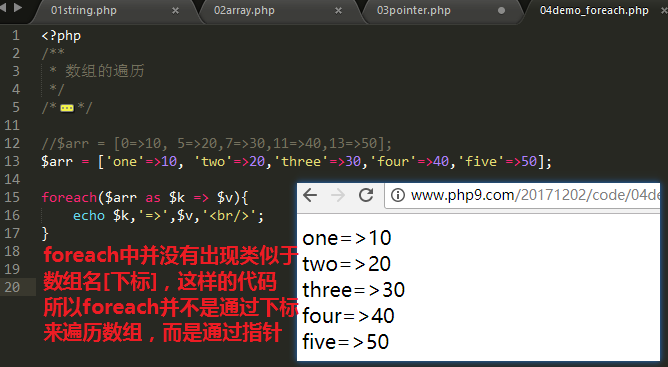 01string.php × 02array.php × 03pointer.php 04demo_foreach.php
1 <?php
2 /**
3  * 数组的遍历
4  */
5 /**/
11
12 //$arr = [0=>10, 5=>20,7=>30,11=>40,13=>50];
13 $arr = ['one'=>10, 'two'=>20,'three'=>30,'four'=>40,'five'=>50];
14
15 foreach($arr as $k => $v){
16     echo $k,'=>',$v,'<br/>';
17 }
18
19
20
foreach中并没有出现类似于
数组名[下标]，这样的代码
所以foreach并不是通过下标
来遍历数组，而是通过指针
www.php9.com/20171202/code/04de
one=>10
two=>20
three=>30
four=>40
five=>50